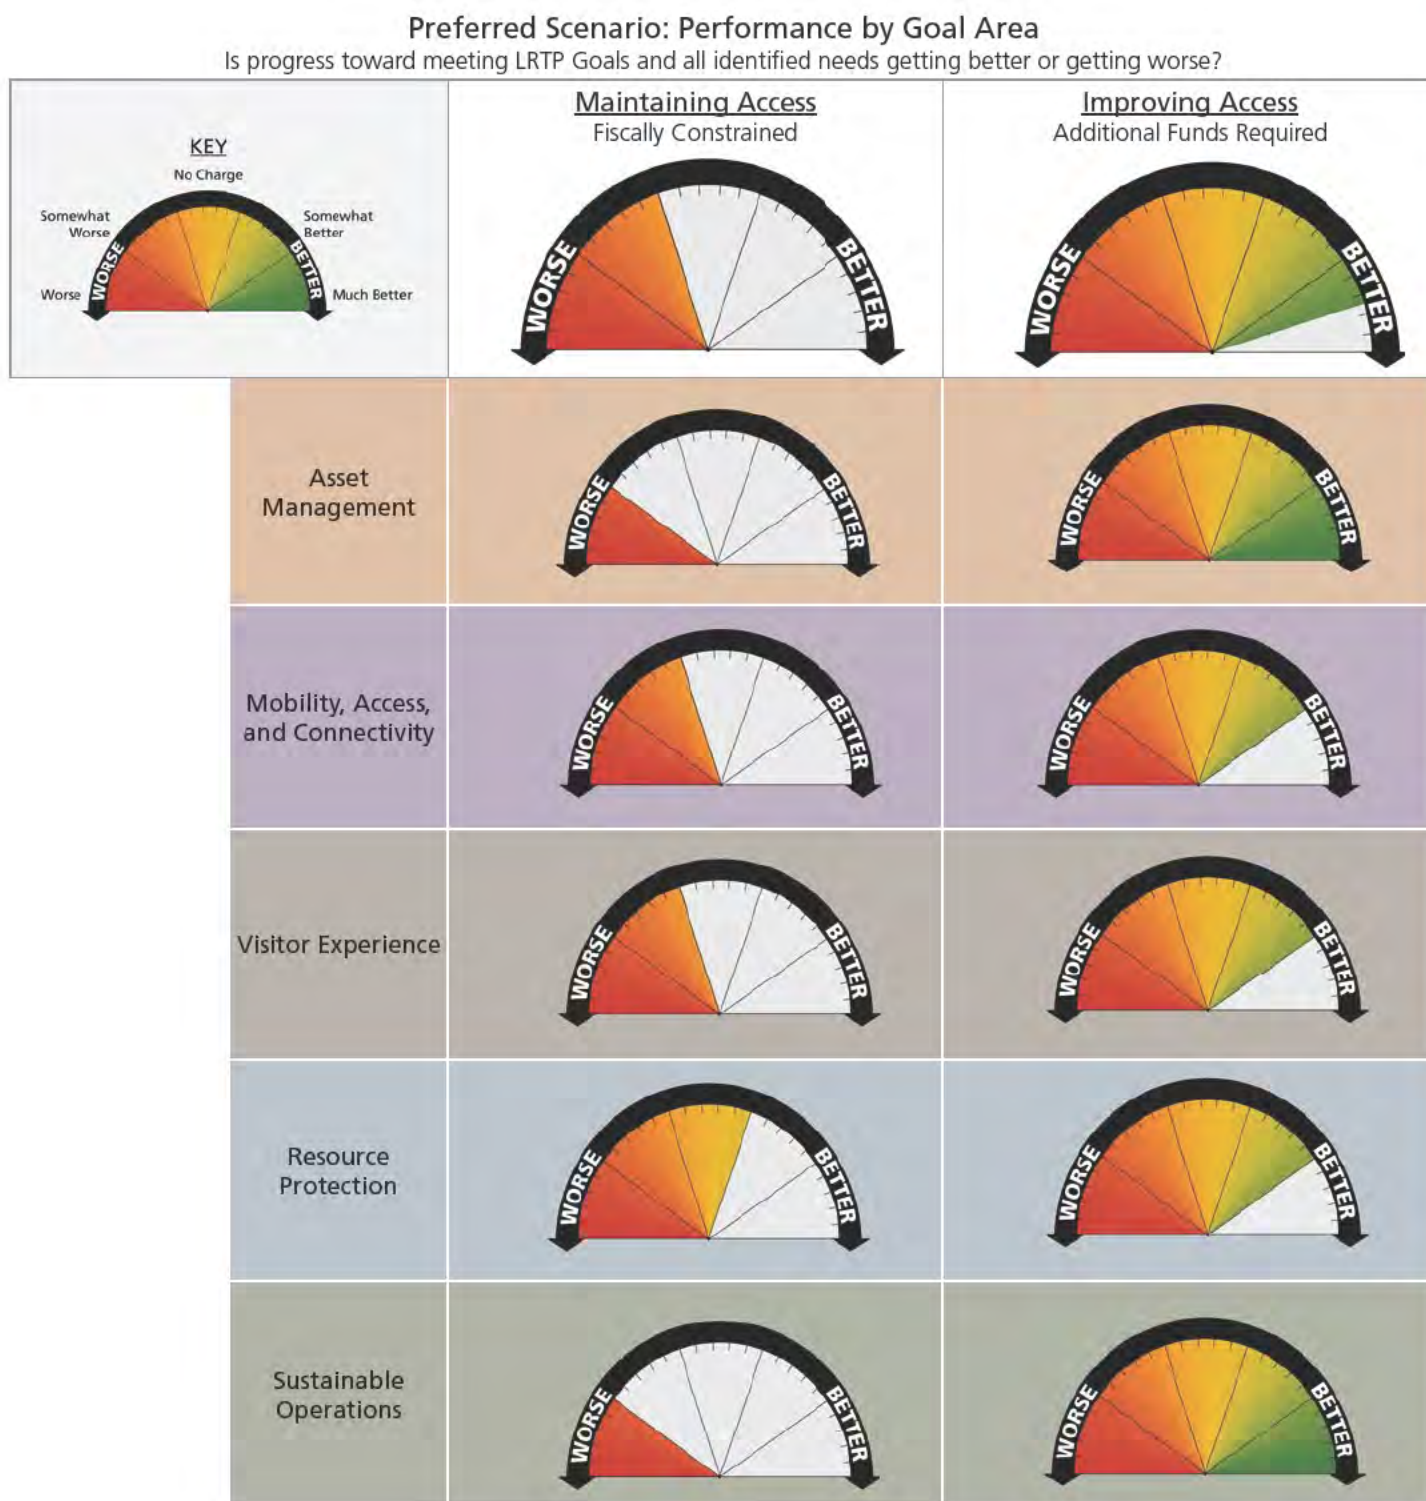 Preferred Scenario: Performance by Goal Area
Is progress toward meeting LRTP Goals and all identified needs getting better or getting worse?
KEY
No Charge
Somewhat
Worse
Somewhat
Better
WORSE
BETTER
Worse
Much Better
Maintaining Access
Fiscally Constrained
WORSE
BETTER
Improving Access
Additional Funds Required
WORSE
BETTER
Asset
Management
WORSE
BETTER
WORSE
BETTER
Mobility, Access,
and Connectivity
WORSE
BETTER
WORSE
BETTER
Visitor Experience
WORSE
BETTER
WORSE
BETTER
Resource
Protection
WORSE
BETTER
WORSE
BETTER
Sustainable
Operations
WORSE
BETTER
WORSE
BETTER